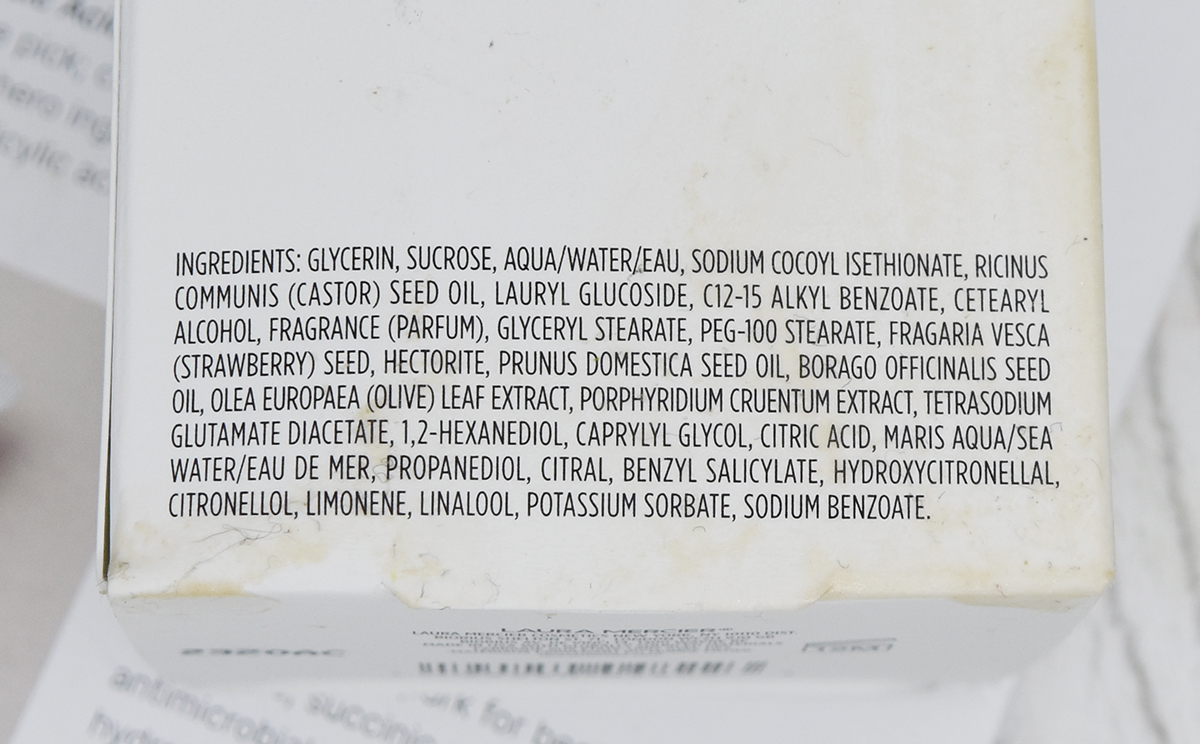 pick;
INGREDIENTS: GLYCERIN, SUCROSE, AQUA/WATER/EAU, SODIUM COCOYL ISETHIONATE, RICINUS
COMMUNIS (CASTOR) SEED OIL, LAURYL GLUCOSIDE, C12-15 ALKYL BENZOATE, CETEARYL
ALCOHOL, FRAGRANCE (PARFUM), GLYCERYL STEARATE, PEG-100 STEARATE, FRAGARIA VESCA
(STRAWBERRY) SEED, HECTORITE, PRUNUS DOMESTICA SEED OIL, BORAGO OFFICINALIS SEED
OIL, OLEA EUROPAEA (OLIVE) LEAF EXTRACT, PORPHYRIDIUM CRUENTUM EXTRACT, TETRASODIUM
GLUTAMATE DIACETATE, 1,2-HEXANEDIOL, CAPRYLYL GLYCOL, CITRIC ACID, MARIS AQUA/SEA
WATER/EAU DE MER, PROPANEDIOL, CITRAL, BENZYL SALICYLATE, HYDROXYCITRONELLAL,
CITRONELLOL, LIMONENE, LINALOOL, POTASSIUM SORBATE, SODIUM BENZOATE.
LAURA MERCIER
12M
for